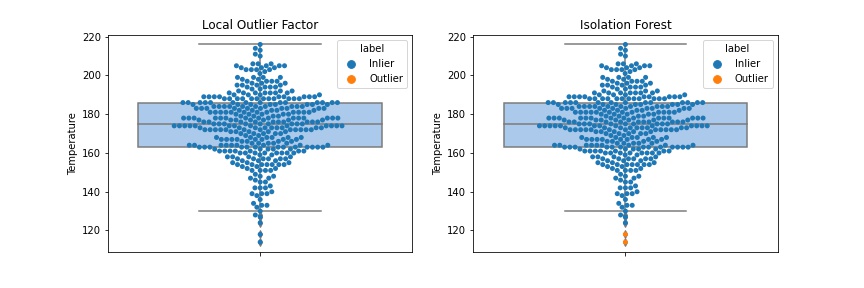 Local Outlier Factor
Temperature
220
200
180
160
140
120
label
Inlier
Outlier
Isolation Forest
Temperature
220
200
180
160
140
120
label
Inlier
Outlier